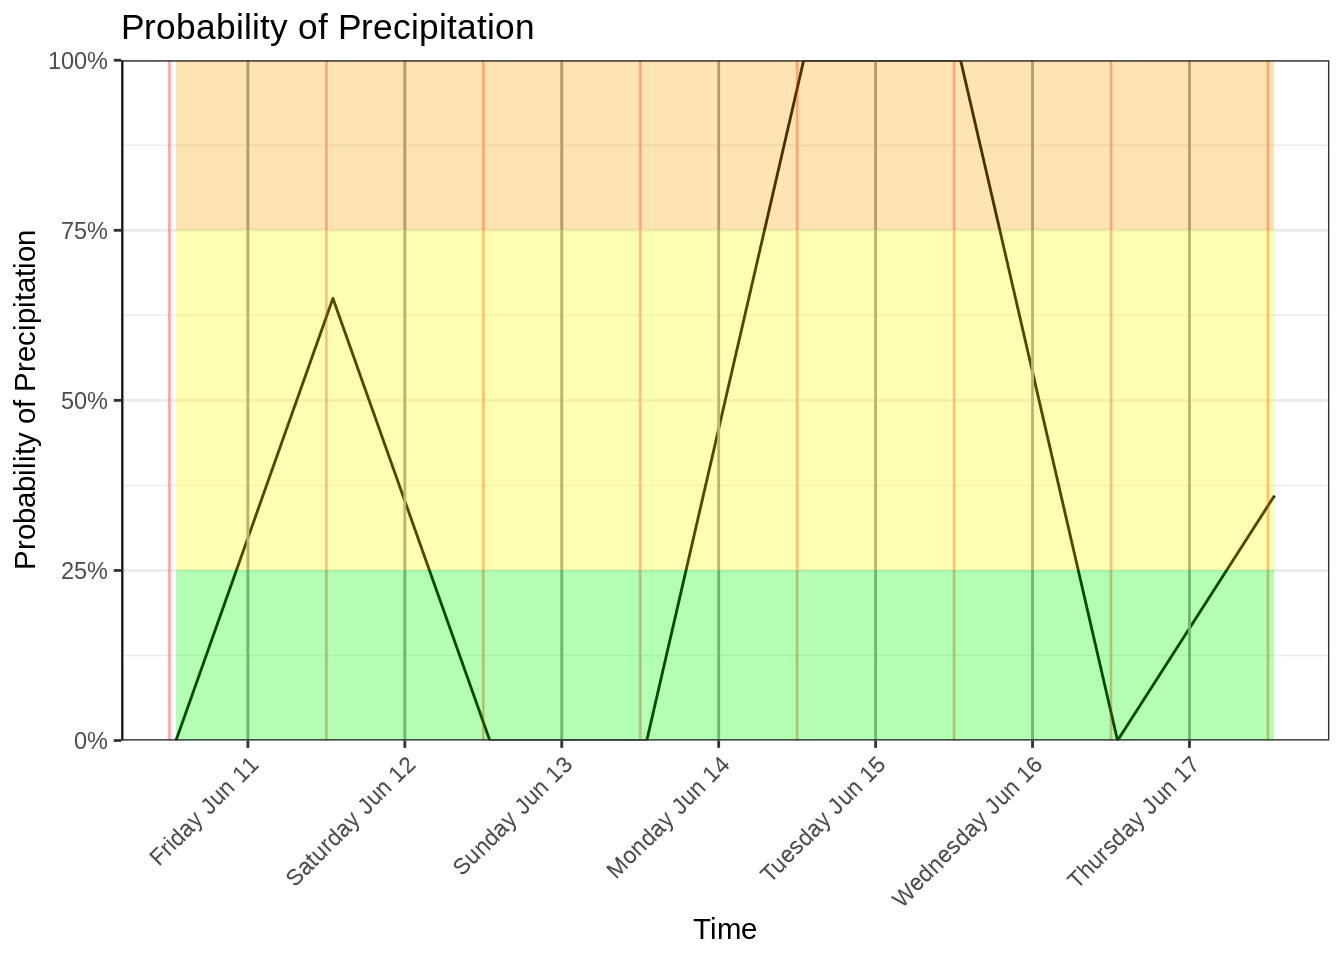 Probability of Precipitation
100%
75%
50%
25%
0%
Probability of Precipitation
Friday Jun 11
Saturday Jun 12
Sunday Jun 13
Monday Jun 14
Tuesday Jun 15
Wednesday Jun 16
Thursday Jun 17
Time